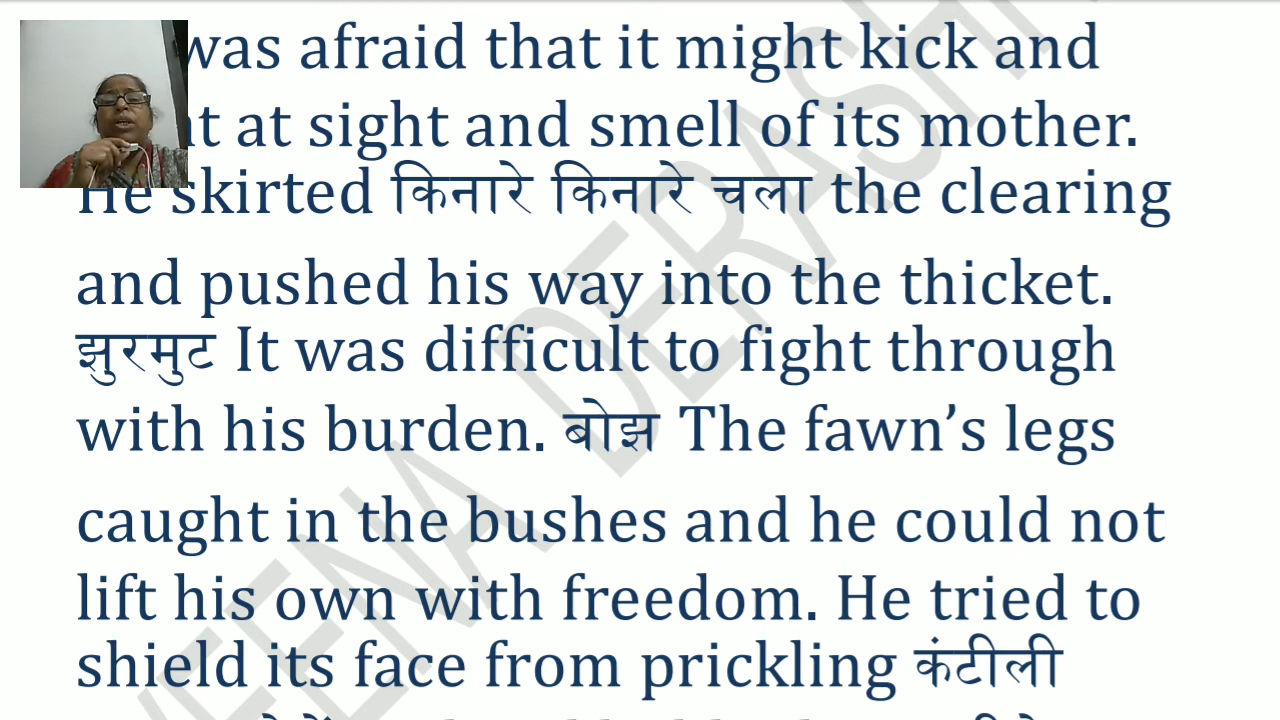 was afraid that it might kick and
at sight and smell of its mother.
He skirted किनारे किनारे चला the clearing
and pushed his way into the thicket.
झुरमुट It was difficult to fight through
with his burden. बोझ The fawn’s legs
caught in the bushes and he could not
lift his own with freedom. He tried to
shield its face from prickling कंटीली